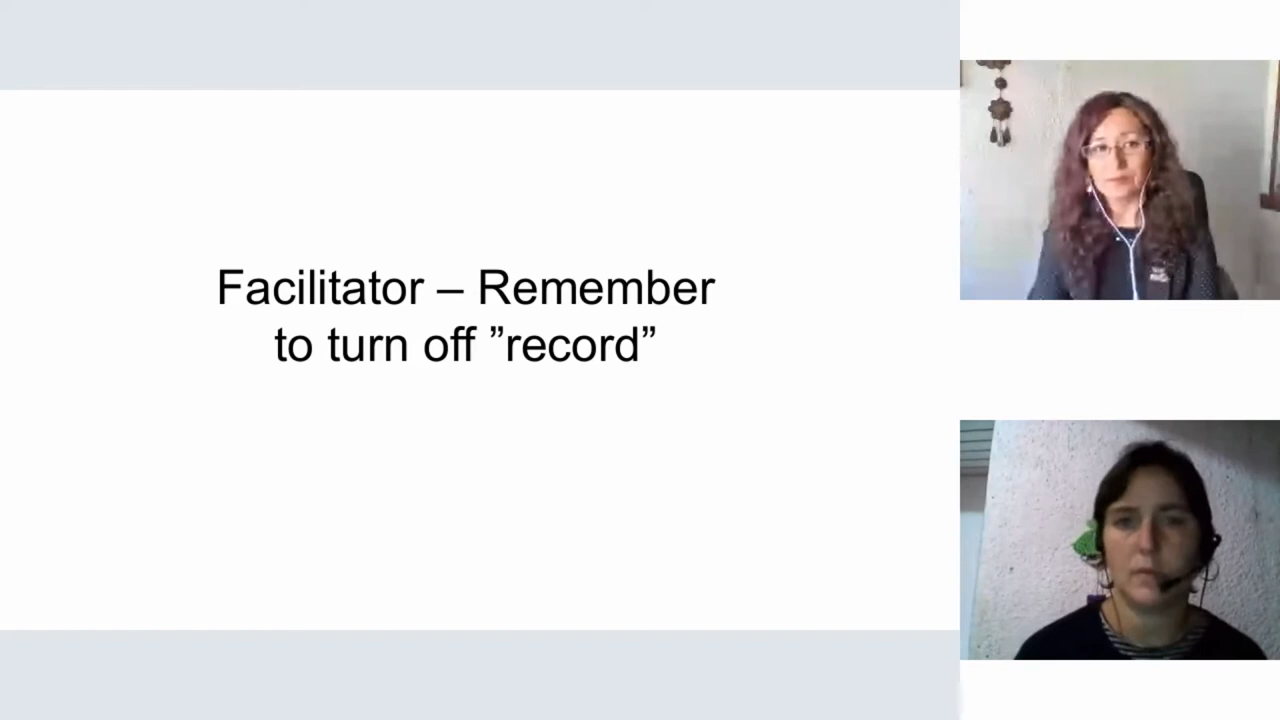 Facilitator – Remember
to turn off ”record”